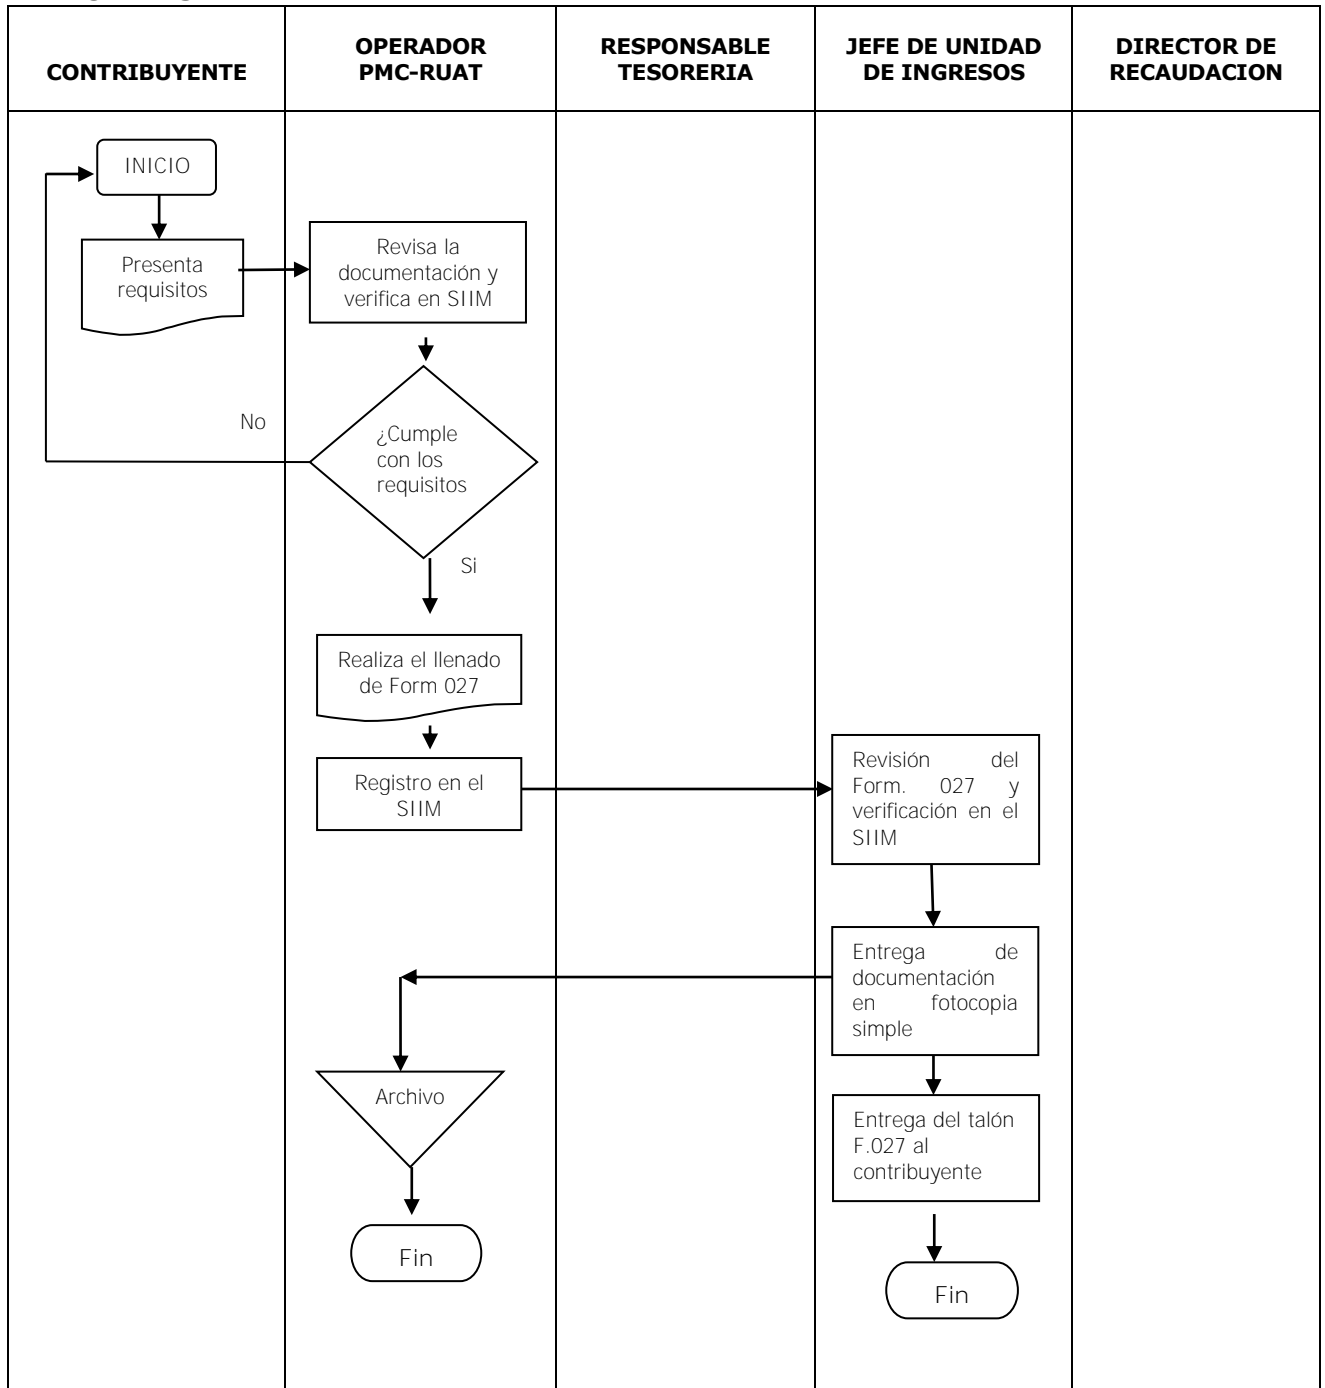 CONTRIBUYENTE
OPERADOR
PMC-RUAT
RESPONSABLE
TESORERIA
JEFE DE UNIDAD
DE INGRESOS
DIRECTOR DE
RECAUDACION
INICIO
Presenta
requisitos
Revisa la
documentación y
verifica en SIIM
No
¿Cumple
con los
requisitos
Si
Realiza el llenado
de Form 027
Registro en el
SIIM
Revisión del
Form. 027 y
verificación en el
SIIM
Entrega de
documentación
en fotocopia
simple
Archivo
Entrega del talón
F.027 al
contribuyente
Fin
Fin